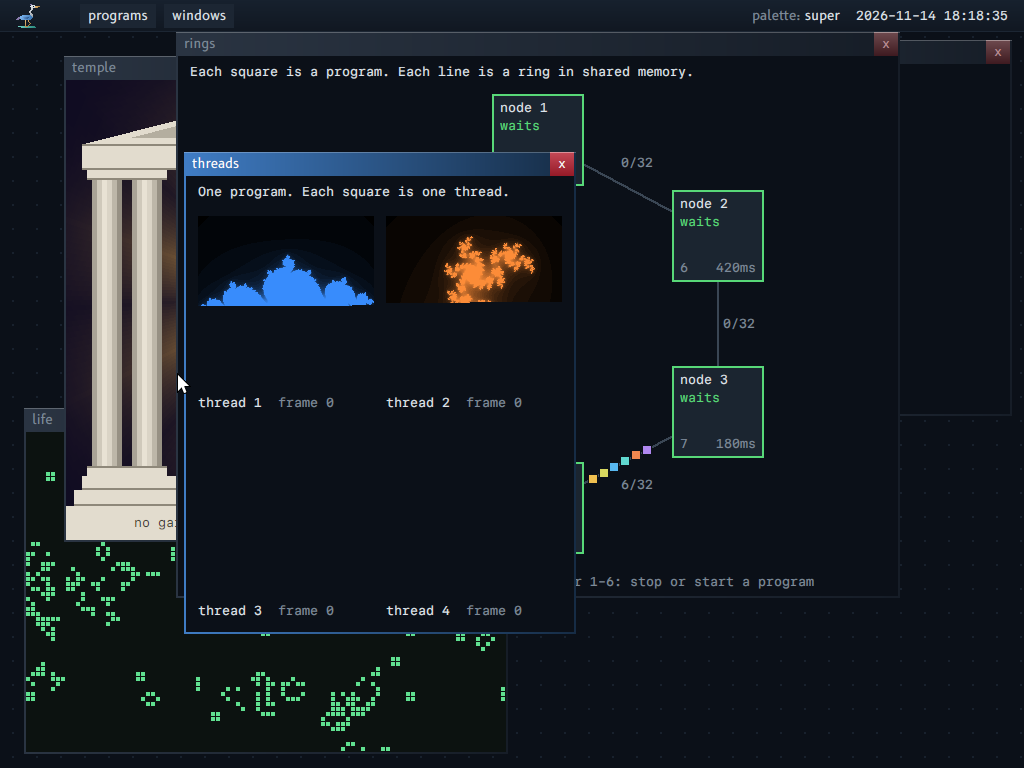 programs windows palette: super 2026-11-14 18:18:35
rings x
x
temple
Each square is a program. Each line is a ring in shared memory.
node 1
waits
threads x
0/32
One program. Each square is one thread.
node 2
waits
6 420ms
0/32
node 3
waits
7 180ms
thread 1 frame 0 thread 2 frame 0
life
6/32
no
1-6: stop or start a program
thread 3 frame 0 thread 4 frame 0